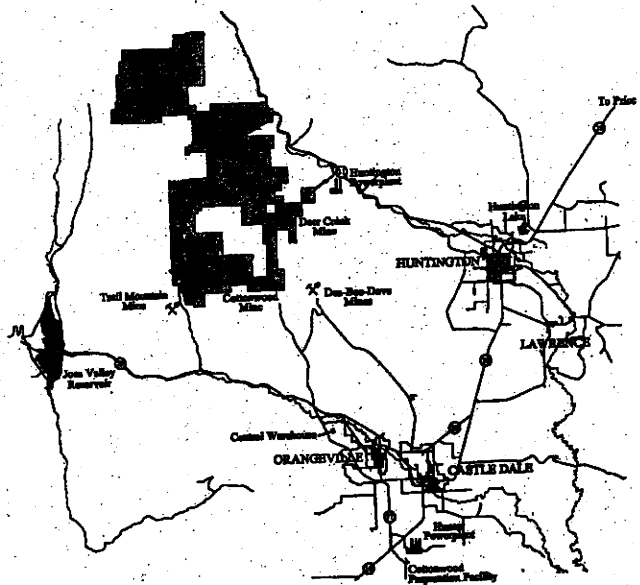 To Price
Huntington
Powerplant
Huntington
Lake
Deer Creek
Mine
HUNTINGTON
Trail Mountain
Mine
Cottonwood
Mine
Des-Bee-Dove
Mines
LAWRENCE
Joes Valley
Reservoir
Central Warehouse
ORANGEVILLE
CASTLE DALE
Hunter
Powerplant
Cottonwood
Preparation Facility